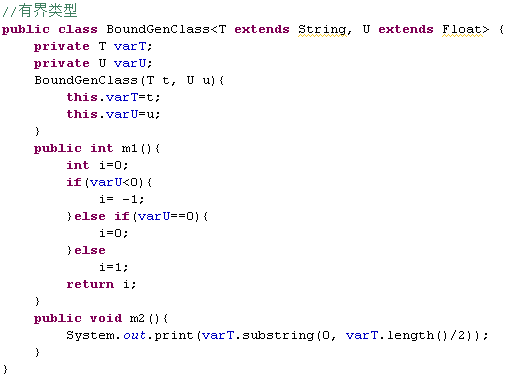 //有界类型
public class BoundGenClass<T extends String, U extends Float> {
    private T varT;
    private U varU;
    BoundGenClass(T t, U u){
        this.varT=t;
        this.varU=u;
    }
    public int m1(){
        int i=0;
        if(varU<0){
            i= -1;
        }else if(varU==0){
            i=0;
        }else
            i=1;
        return i;
    }
    public void m2(){
        System.out.print(varT.substring(0, varT.length()/2));
    }
}